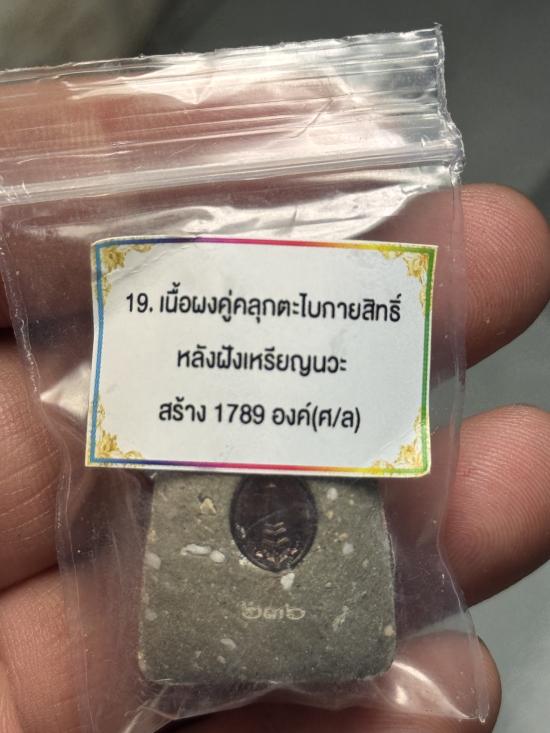 19. เนื้อผงคู่คลุกตะไบกายสิทธิ์
หลังฝังเหรียญนวะ
สร้าง 1789 องค์(ศ/ล)
๒๓๖